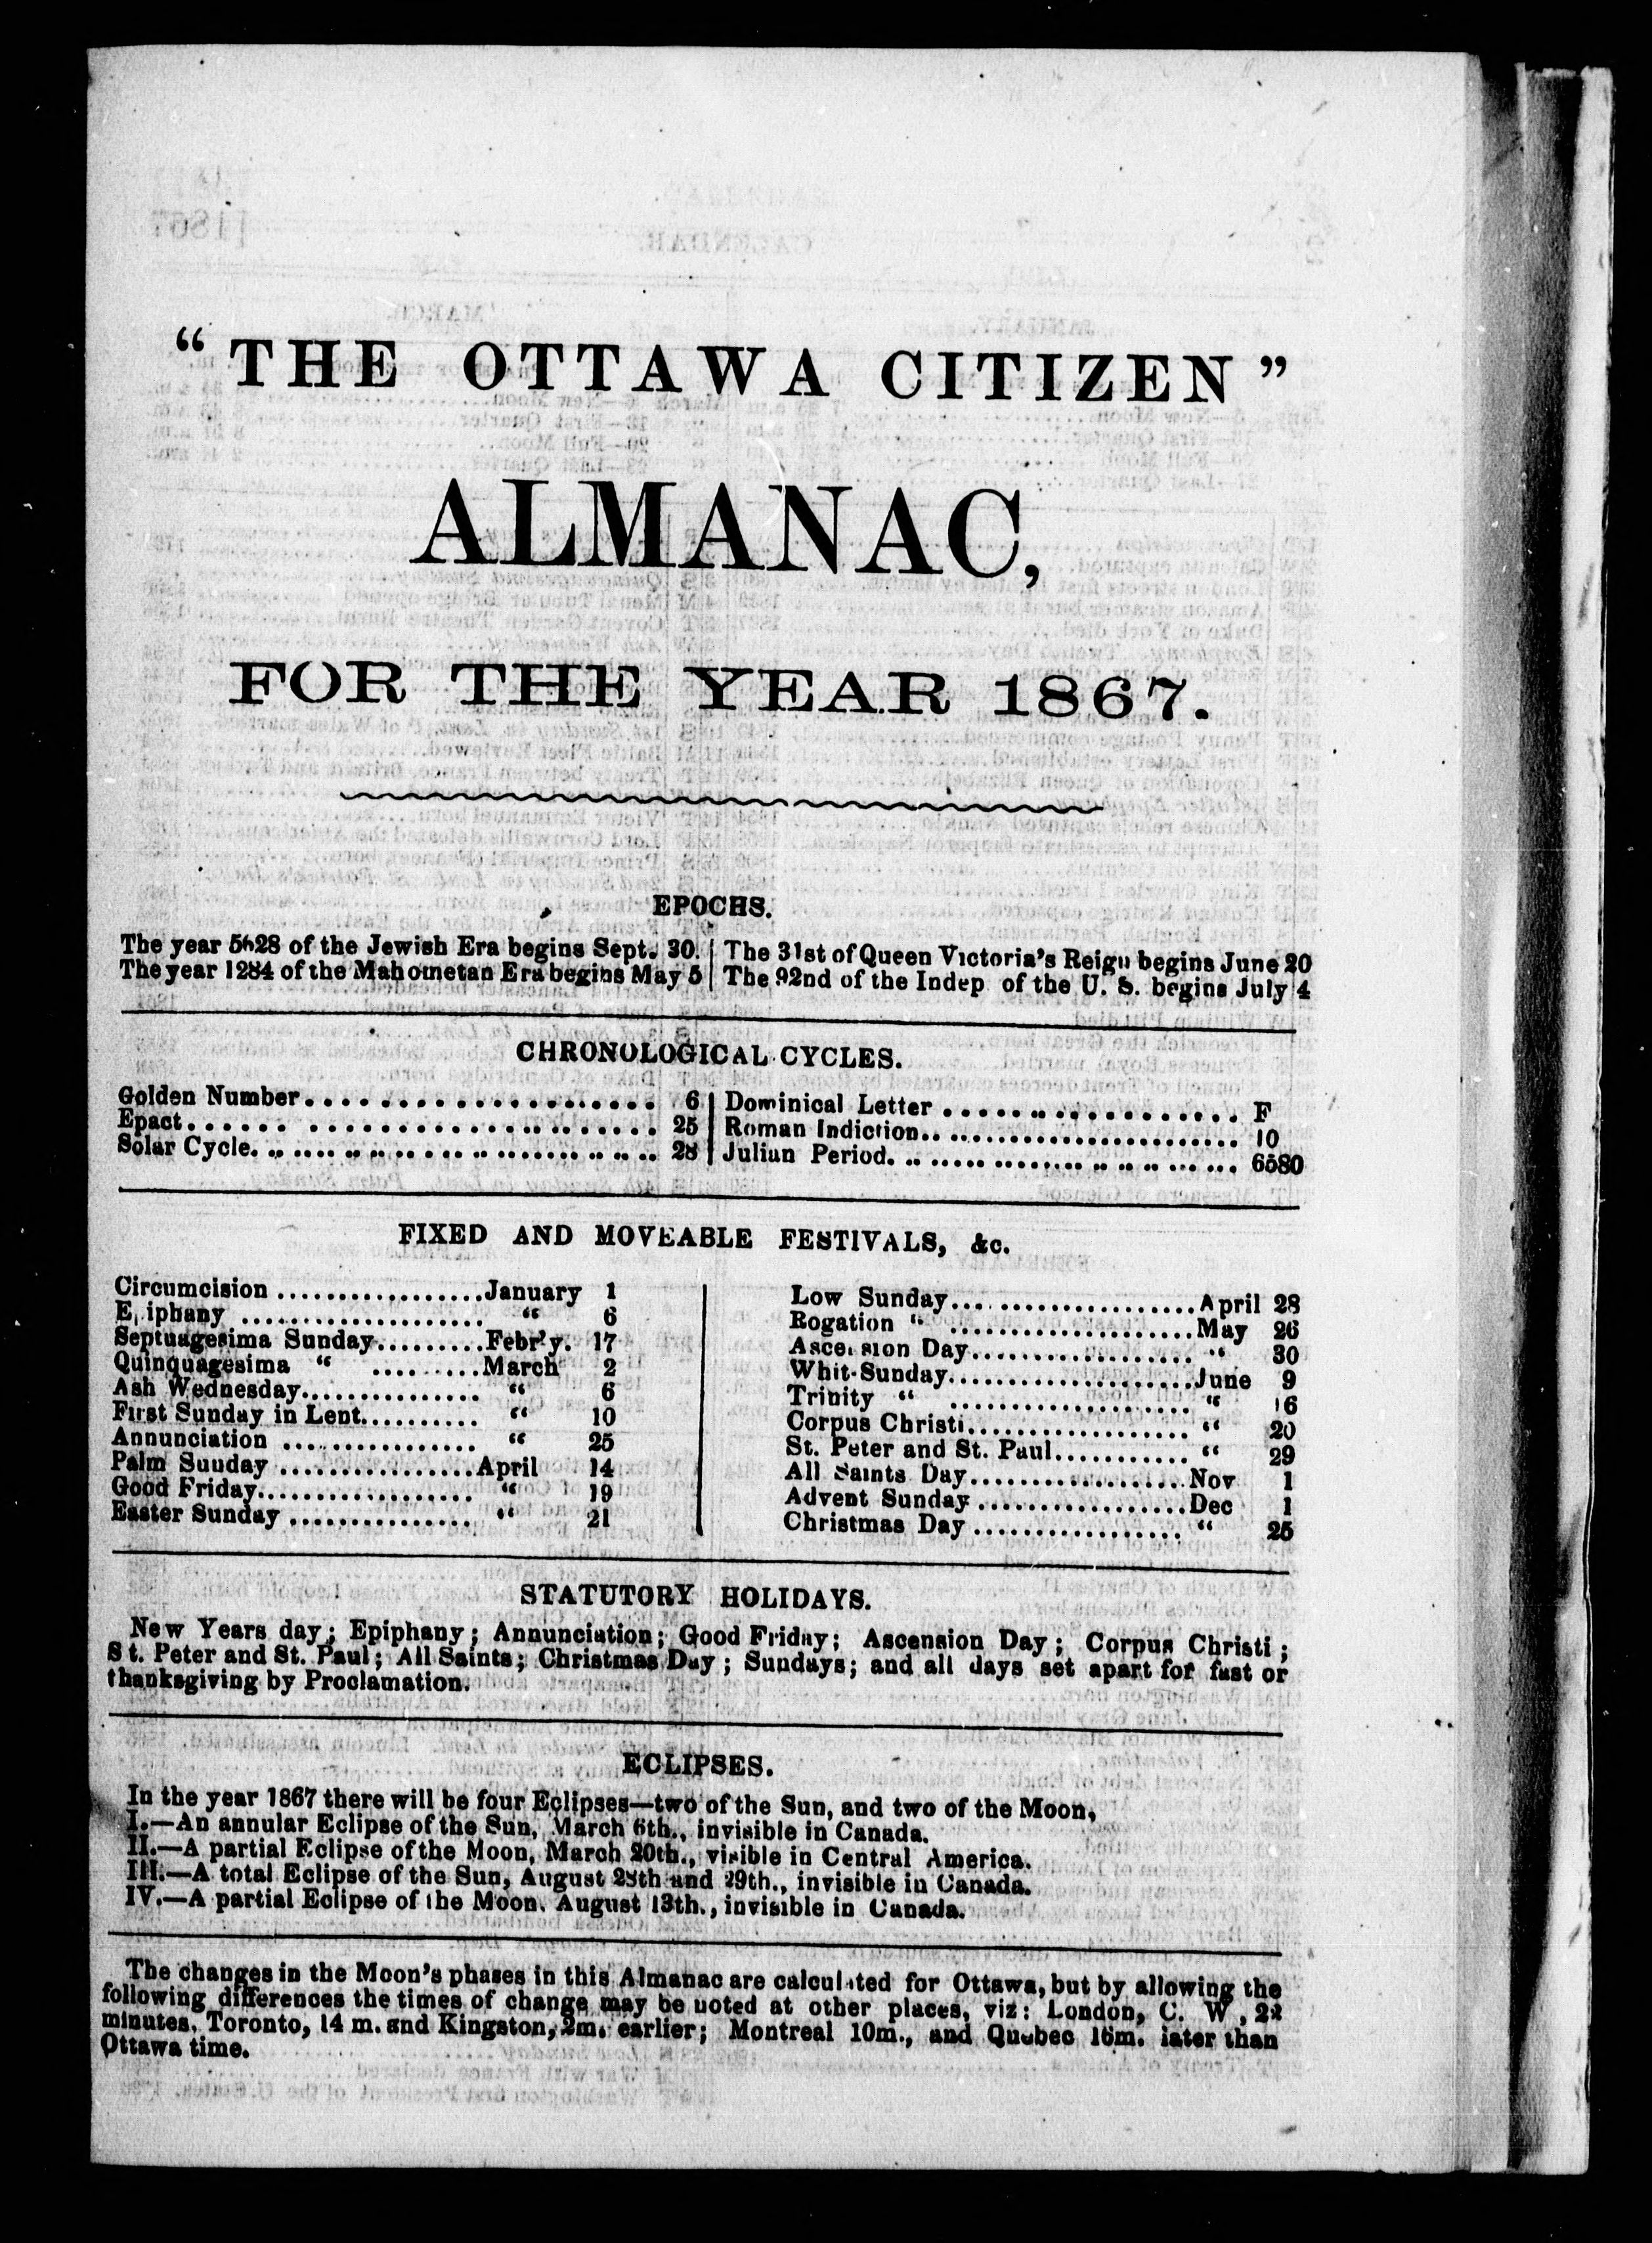 “THE OTTAWA CITIZEN”
ALMANAC,
FOR THE YEAR 1867.
EPOCHS.
The year 5628 of the Jewish Era begins Sept. 30.
The year 1284 of the Mahometan Era begins May 5
The 31st of Queen Victoria's Reign begins June 20
The 92nd of the Indep of the U. S. begins July 4
CHRONOLOGICAL CYCLES.
Golden Number.................... 6
Epact...... .................... 25
Solar Cycle........................ 28
Dominical Letter .................... F
Roman Indiction........................ 10
Julian Period........................ 6580
FIXED AND MOVEABLE FESTIVALS, &c.
Circumcision ..................January 1
Epiphany ..................... “ 6
Septuagesima Sunday.........Febr'y. 17
Quinquagesima “ ..........March 2
Ash Wednesday................ “ 6
First Sunday in Lent.......... “ 10
Annunciation ................. “ 25
Palm Sunday .................April 14
Good Friday................... “ 19
Easter Sunday ................ “ 21
Low Sunday.... .................April 28
Rogation “ .....................May 26
Ascension Day................... “ 30
Whit-Sunday.....................June 9
Trinity “ ..................... “ 16
Corpus Christi.................... “ 20
St. Peter and St. Paul............ “ 29
All Saints Day...................Nov 1
Advent Sunday..................Dec 1
Christmas Day .................. “ 25
STATUTORY HOLIDAYS.
New Years day; Epiphany; Annunciation; Good Friday; Ascension Day; Corpus Christi;
St. Peter and St. Paul; All Saints; Christmas Day; Sundays; and all days set apart for fast or
thanksgiving by Proclamation.
ECLIPSES.
In the year 1867 there will be four Eclipses—two of the Sun, and two of the Moon,
I.—An annular Eclipse of the Sun, March 6th., invisible in Canada.
II.—A partial Eclipse of the Moon, March 20th., visible in Central America.
III.—A total Eclipse of the Sun, August 28th and 29th., invisible in Canada.
IV.—A partial Eclipse of the Moon. August 13th., invisible in Canada.
The changes in the Moon's phases in this Almanac are calculated for Ottawa, but by allowing the
following differences the times of change may be noted at other places, viz: London, C. W, 22
minutes, Toronto, 14 m. and Kingston, 2m. earlier; Montreal 10m., and Quebec 16m. later than
Ottawa time.